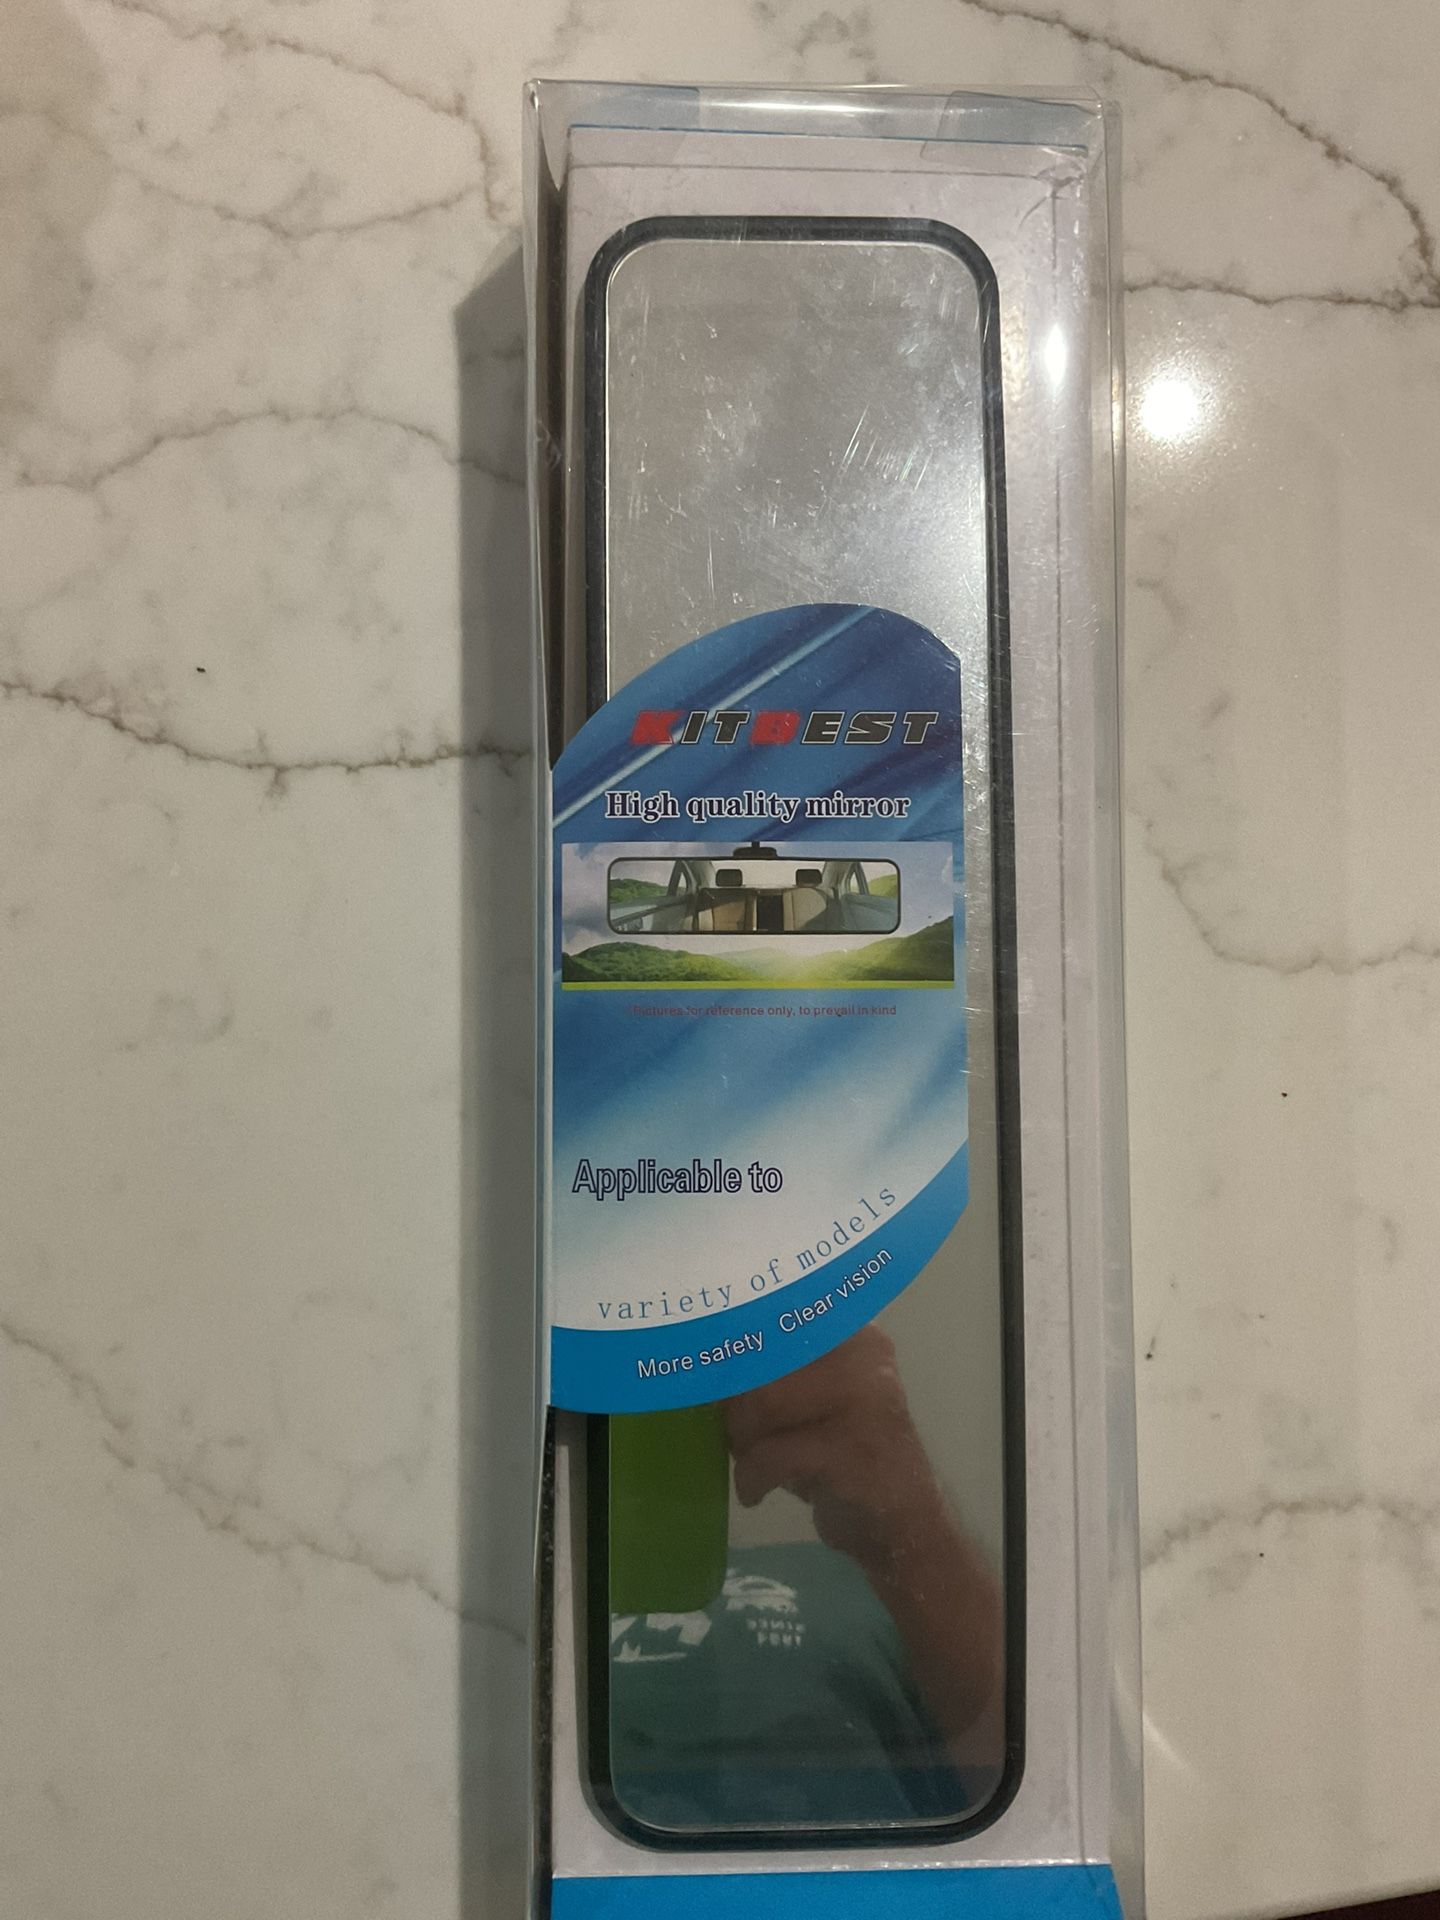 KITBEST
High quality mirror
Pictures for reference only, to prevail in kind
Applicable to
variety of models
More safety Clear vision